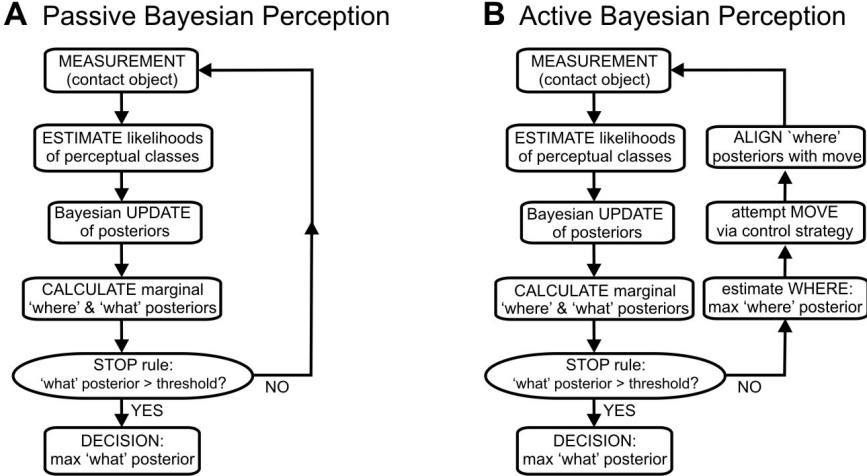 A Passive Bayesian Perception
MEASUREMENT
(contact object)
ESTIMATE likelihoods
of perceptual classes
Bayesian UPDATE
of posteriors
CALCULATE marginal
‘where’ & ‘what’ posteriors
STOP rule:
‘what’ posterior > threshold?
NO
YES
DECISION:
max ‘what’ posterior
B Active Bayesian Perception
MEASUREMENT
(contact object)
ESTIMATE likelihoods
of perceptual classes
Bayesian UPDATE
of posteriors
CALCULATE marginal
‘where’ & ‘what’ posteriors
STOP rule:
‘what’ posterior > threshold?
NO
YES
DECISION:
max ‘what’ posterior
estimate WHERE:
max ‘where’ posterior
attempt MOVE
via control strategy
ALIGN `where’
posteriors with move